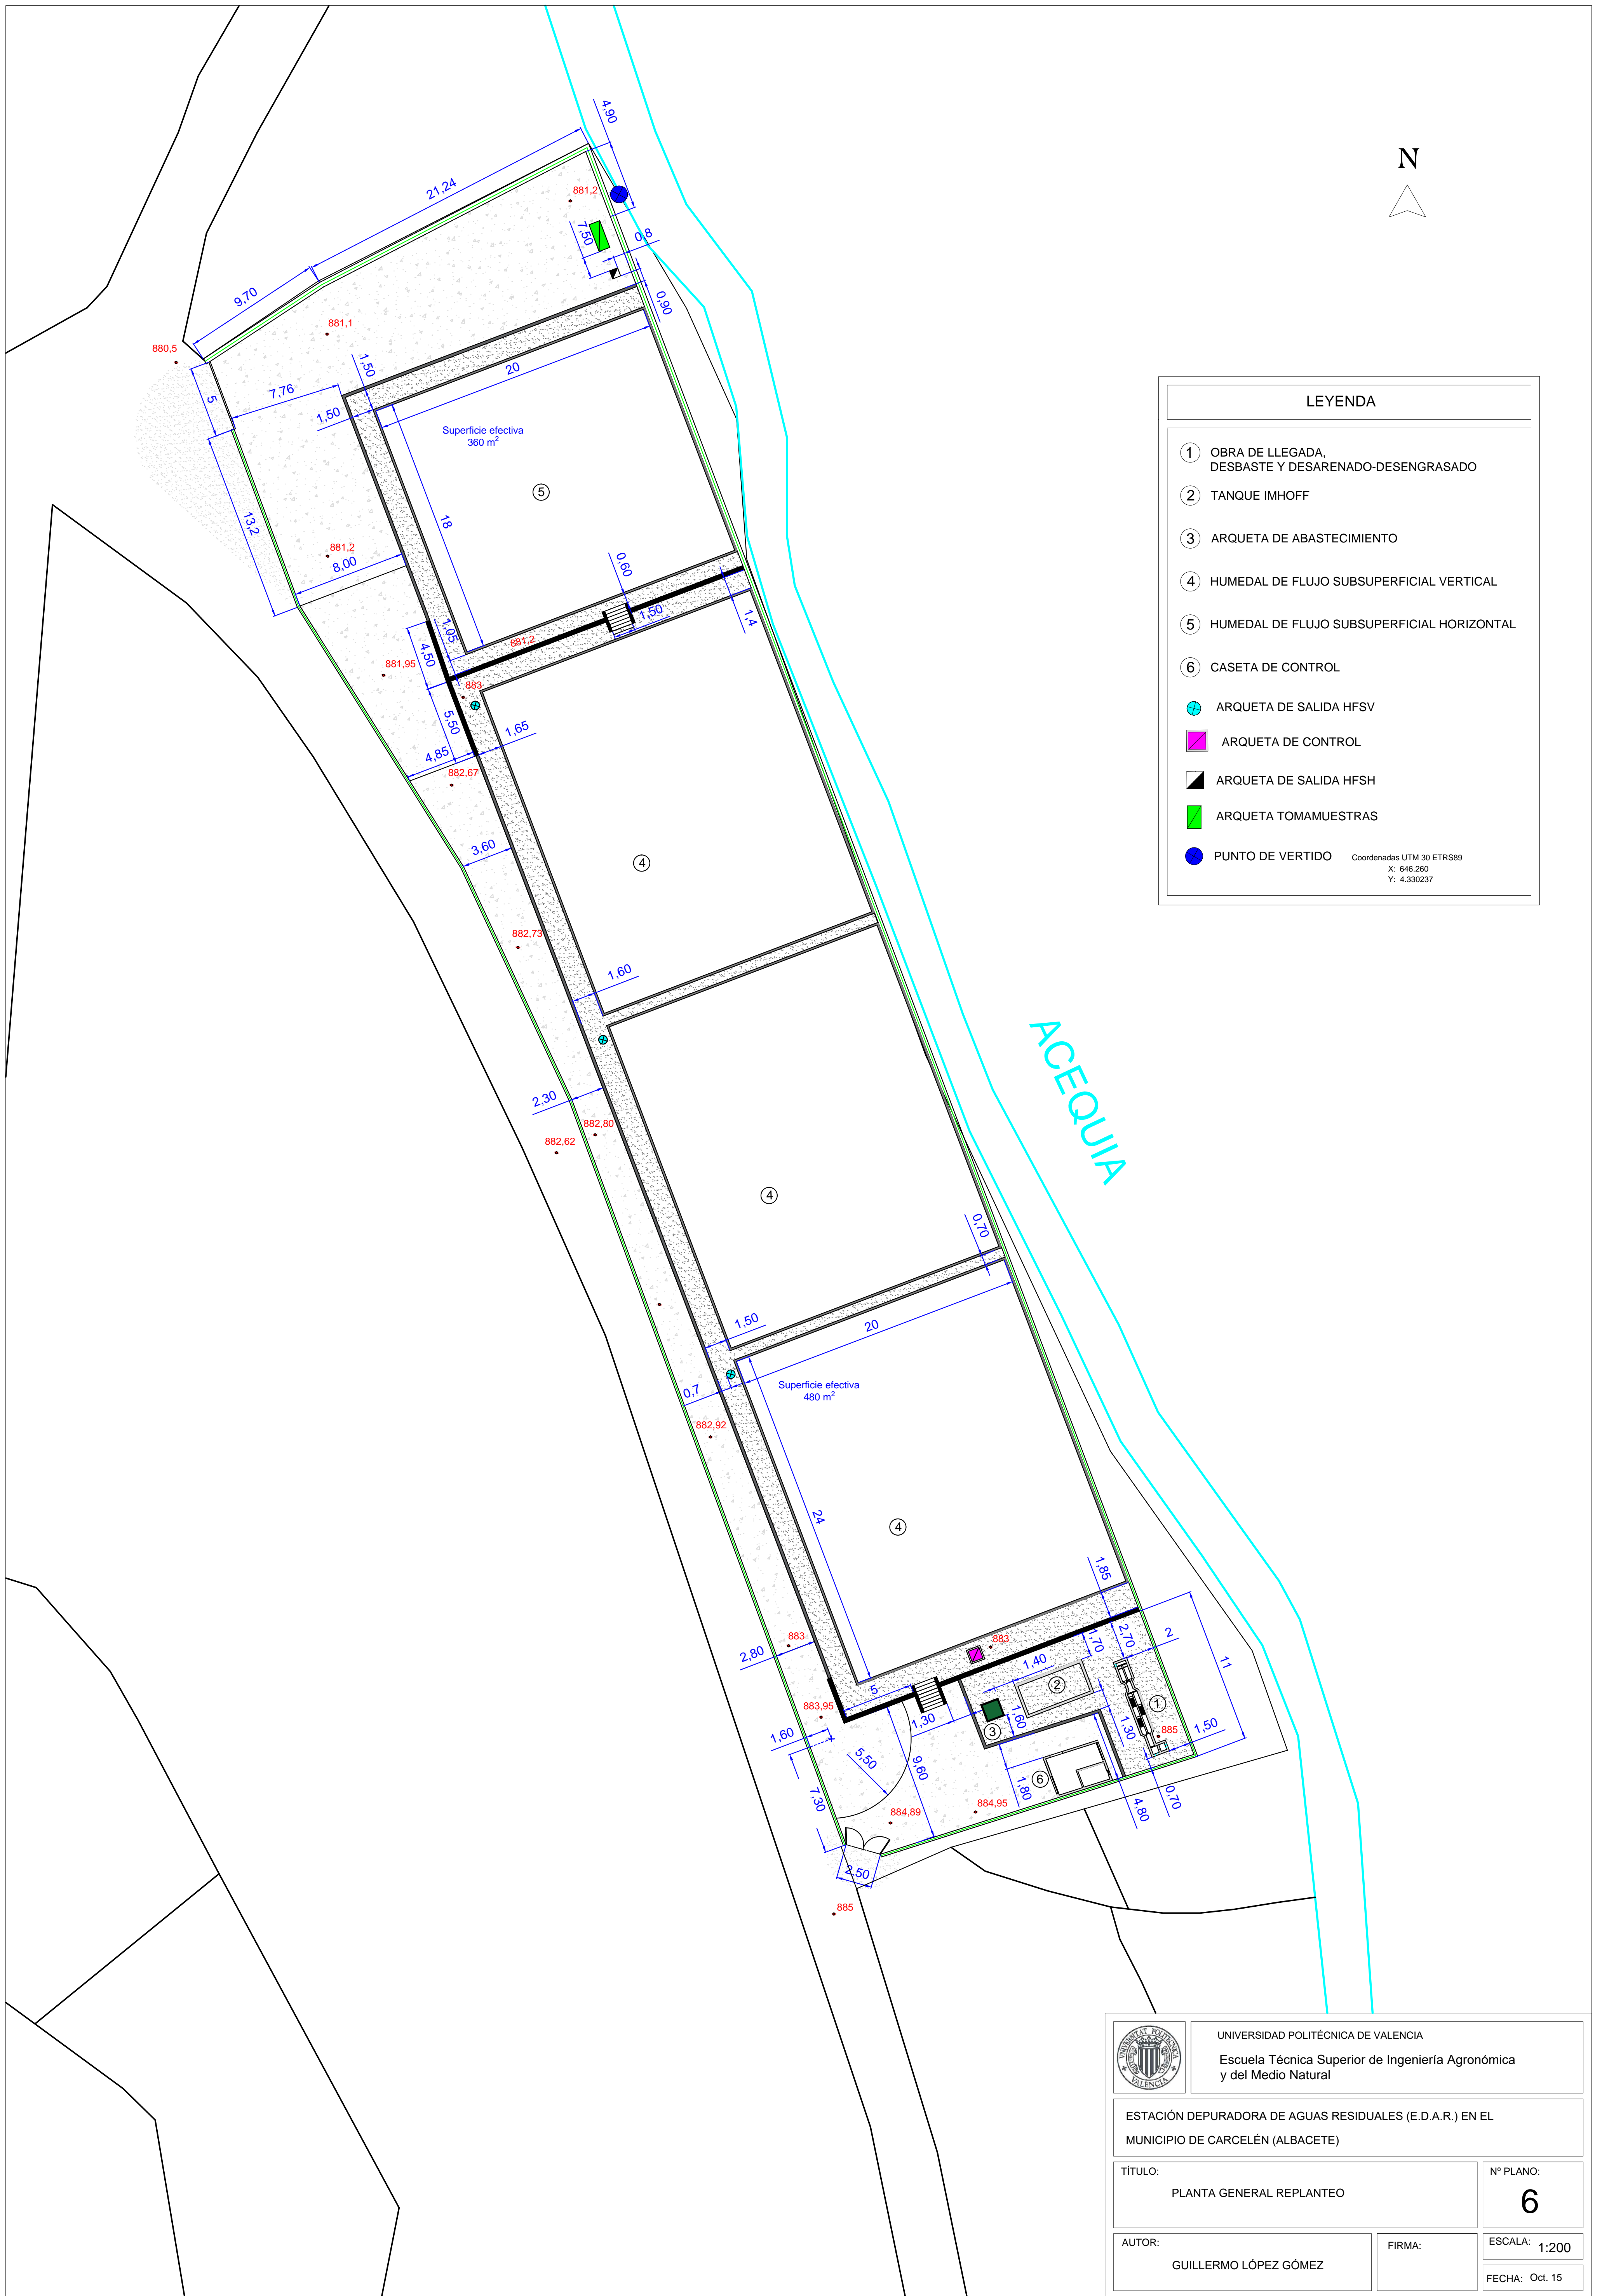 N
4,90
21,24
881,2
7,50
0,8
9,70
0,90
881,1
880,5
1,50
20
7,76
5
1,50
Superficie efectiva
360 m2
5
18
13,2
881,2
8,00
0,60
1,50
1,4
1,05
881,2
4,50
881,95
883
5,50
1,65
4,85
882,67
3,60
4
882,73
1,60
ACEQUIA
2,30
882,80
882,62
4
0,70
1,50
20
0,7
Superficie efectiva
480 m2
882,92
24
4
1,85
883
2,80
883
1,70
2,70
2
11
1,40
5
2
1
883,95
1,30
1,60
3
1,30
885
1,50
1,60
5,50
9,60
6
1,80
7,30
884,95
884,89
4,80
0,70
2,50
885
LEYENDA
1 OBRA DE LLEGADA,
DESBASTE Y DESARENADO-DESENGRASADO
2 TANQUE IMHOFF
3 ARQUETA DE ABASTECIMIENTO
4 HUMEDAL DE FLUJO SUBSUPERFICIAL VERTICAL
5 HUMEDAL DE FLUJO SUBSUPERFICIAL HORIZONTAL
6 CASETA DE CONTROL
ARQUETA DE SALIDA HFSV
ARQUETA DE CONTROL
ARQUETA DE SALIDA HFSH
ARQUETA TOMAMUESTRAS
PUNTO DE VERTIDO Coordenadas UTM 30 ETRS89
X: 646.260
Y: 4.330237
UNIVERSITAT POLITÈCNICA DE VALÈNCIA
UNIVERSIDAD POLITÉCNICA DE VALENCIA
Escuela Técnica Superior de Ingeniería Agronómica
y del Medio Natural
ESTACIÓN DEPURADORA DE AGUAS RESIDUALES (E.D.A.R.) EN EL
MUNICIPIO DE CARCELÉN (ALBACETE)
TÍTULO:
PLANTA GENERAL REPLANTEO
Nº PLANO:
6
AUTOR:
GUILLERMO LÓPEZ GÓMEZ
FIRMA:
ESCALA: 1:200
FECHA: Oct. 15